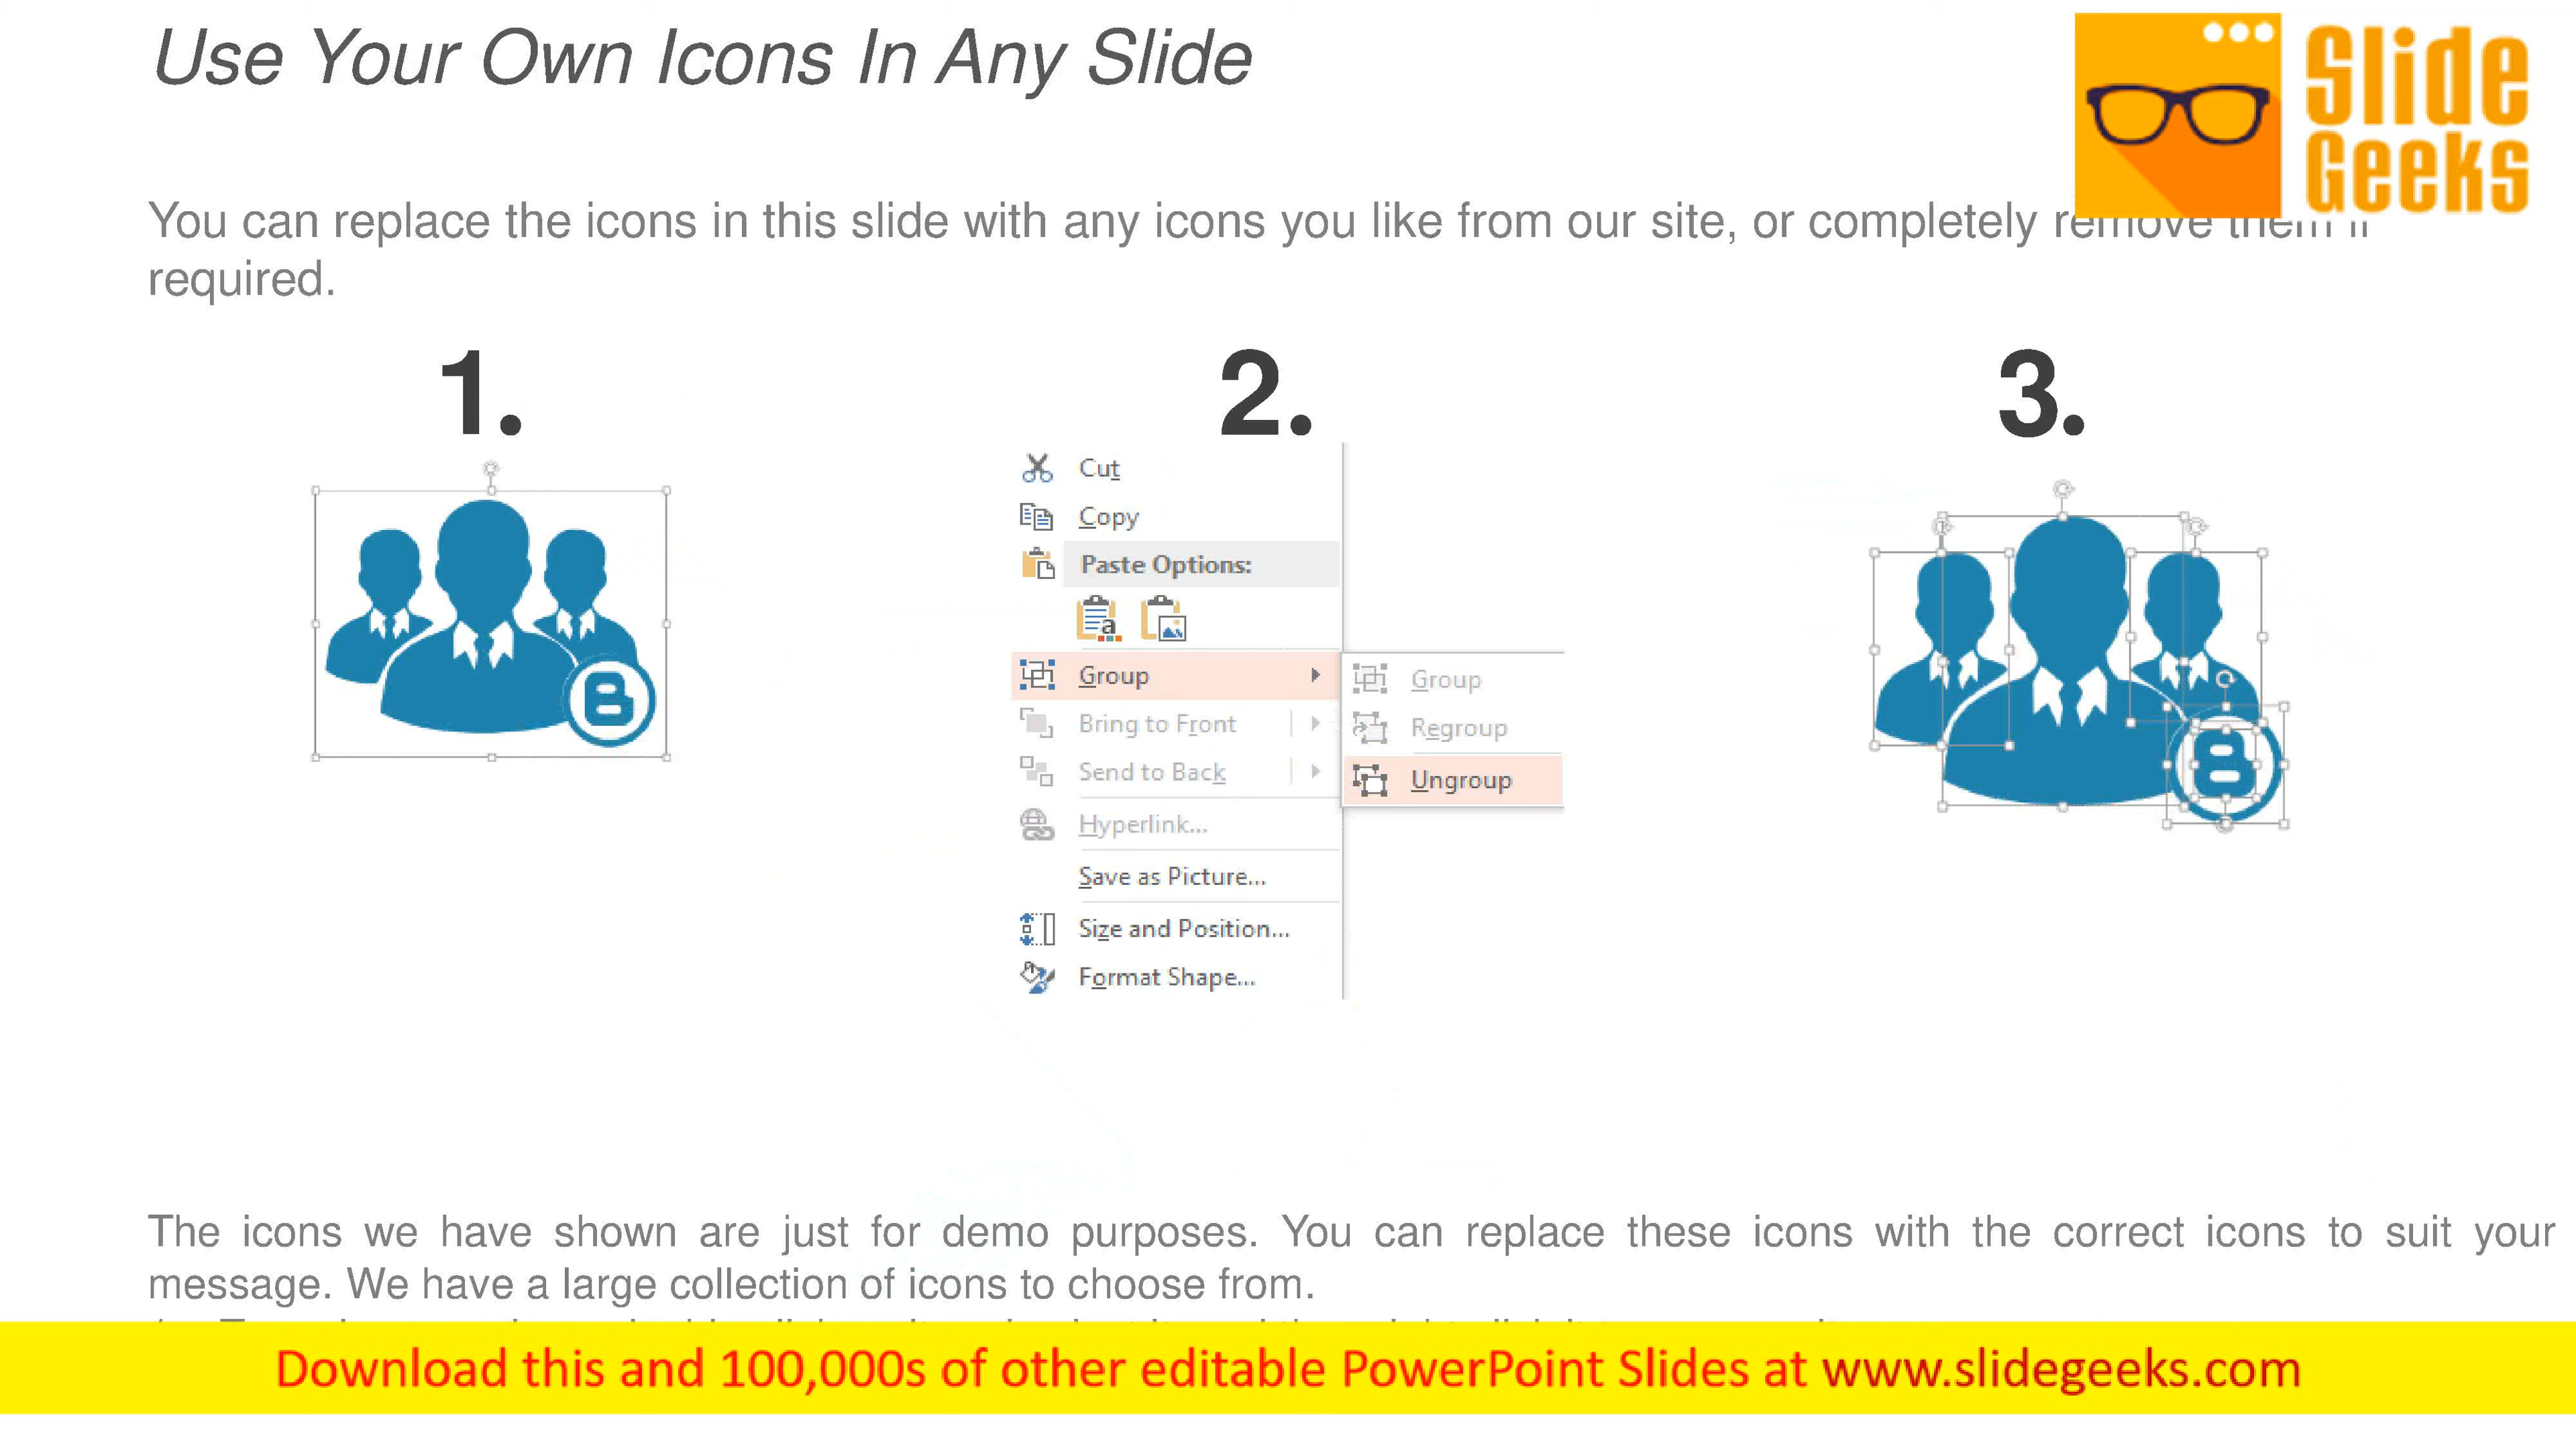 Use Your Own Icons In Any Slide
Slide
Geeks
You can replace the icons in this slide with any icons you like from our site, or completely remove them if
required.
1.
2.
3.
Cut
Copy
Paste Options:
Group
Bring to Front
Send to Back
Hyperlink...
Save as Picture...
Size and Position...
Format Shape...
Group
Regroup
Ungroup
The icons we have shown are just for demo purposes. You can replace these icons with the correct icons to suit your
message. We have a large collection of icons to choose from.
Download this and 100,000s of other editable PowerPoint Slides at www.slidegeeks.com